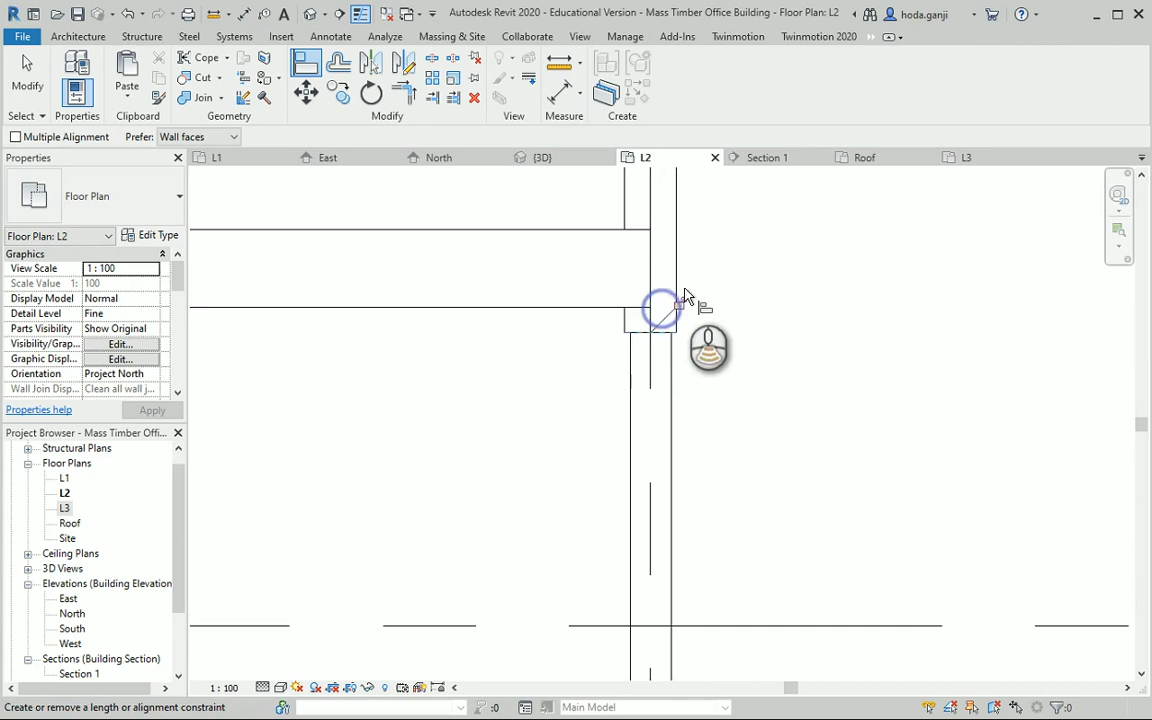 Autodesk Revit 2020 - Educational Version - Mass Timber Office Building - Floor Plan: L2
hoda.ganji
File Architecture Structure Steel Systems Insert Annotate Analyze Massing & Site Collaborate View Manage Add-Ins Twinmotion Twinmotion 2020
Modify Paste Cope Cut Join
Select Properties Clipboard Geometry Modify View Measure Create
Multiple Alignment Prefer: Wall faces
Properties L1 East North {3D} L2 Section 1 Roof L3
Floor Plan
Floor Plan: L2 Edit Type
Graphics
View Scale 1 : 100
Scale Value 1: 100
Display Model Normal
Detail Level Fine
Parts Visibility Show Original
Visibility/Grap... Edit...
Graphic Displ... Edit...
Orientation Project North
Wall Join Disp... Clean all wall j...
Properties help Apply
Project Browser - Mass Timber Offi...
Structural Plans
Floor Plans
L1
L2
L3
Roof
Site
Ceiling Plans
3D Views
Elevations (Building Elevation
East
North
South
West
Sections (Building Section)
Section 1
1 : 100
Create or remove a length or alignment constraint :0 Main Model :0